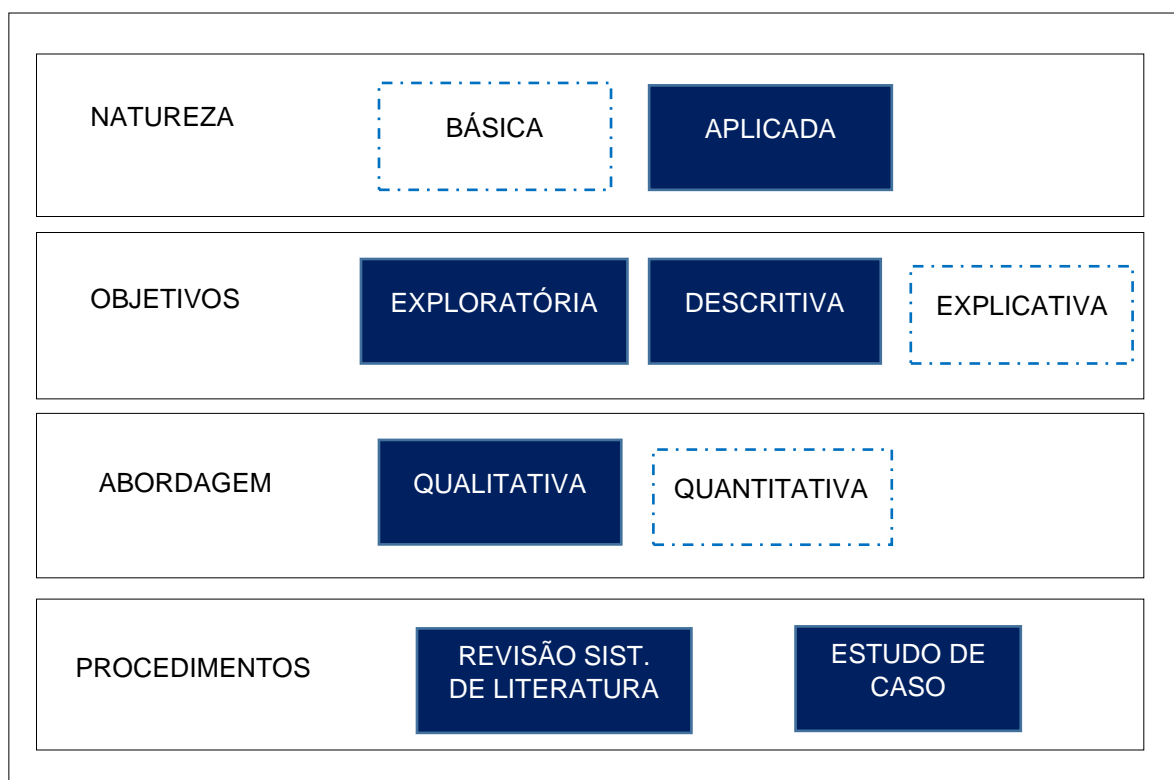 NATUREZA
BÁSICA
APLICADA
OBJETIVOS
EXPLORATÓRIA
DESCRITIVA
EXPLICATIVA
ABORDAGEM
QUALITATIVA
QUANTITATIVA
PROCEDIMENTOS
REVISÃO SIST.
DE LITERATURA
ESTUDO DE
CASO